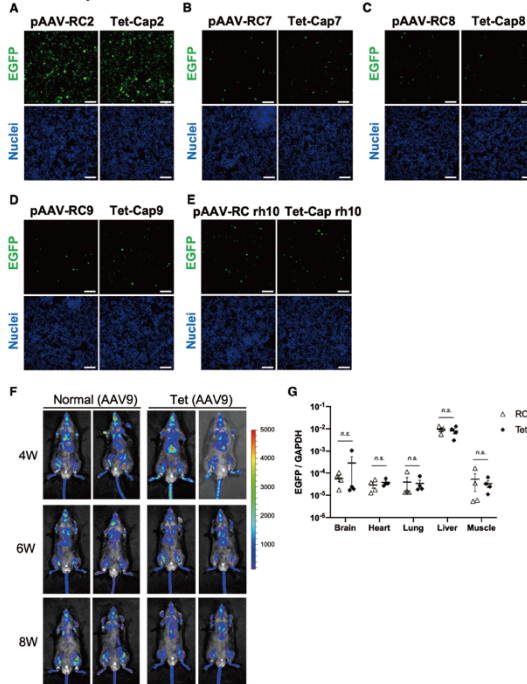 A
pAAV-RC2 Tet-Cap2
EGFP
Nuclei
B
pAAV-RC7 Tet-Cap7
EGFP
Nuclei
C
pAAV-RC8 Tet-Cap8
EGFP
Nuclei
D
pAAV-RC9 Tet-Cap9
EGFP
Nuclei
E
pAAV-RC rh10 Tet-Cap rh10
EGFP
Nuclei
F
Normal (AAV9) Tet (AAV9)
4W
6W
8W
5000
4000
3000
2000
1000
G
EGFP / GAPDH
10⁻¹
10⁻²
10⁻³
10⁻⁴
10⁻⁵
10⁻⁶
n.s. n.s. n.s. n.s. n.s.
Brain Heart Lung Liver Muscle
RC
Tet